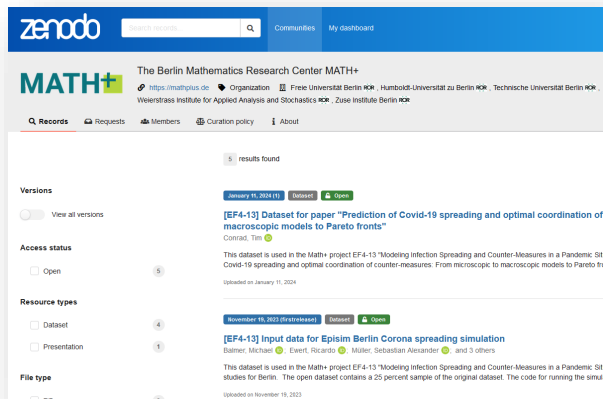 zenodo
Search records...
Communities
My dashboard
MATH+
The Berlin Mathematics Research Center MATH+
https://mathplus.de Organization Freie Universität Berlin ROR , Humboldt-Universität zu Berlin ROR , Technische Universität Berlin ROR ,
Weierstrass Institute for Applied Analysis and Stochastics ROR , Zuse Institute Berlin ROR
Records Requests Members Curation policy About
5 results found
Versions
View all versions
Access status
Open 5
Resource types
Dataset 4
Presentation 1
File type
January 11, 2024 (1) Dataset Open
[EF4-13] Dataset for paper "Prediction of Covid-19 spreading and optimal coordination of
macroscopic models to Pareto fronts"
Conrad, Tim
This dataset is used in the Math+ project EF4-13 "Modeling Infection Spreading and Counter-Measures in a Pandemic Sit
Covid-19 spreading and optimal coordination of counter-measures: From microscopic to macroscopic models to Pareto fr
Uploaded on January 11, 2024
November 19, 2023 (firstrelease) Dataset Open
[EF4-13] Input data for Episim Berlin Corona spreading simulation
Balmer, Michael ; Ewert, Ricardo ; Müller, Sebastian Alexander ; and 3 others
This dataset is used in the Math+ project EF4-13 "Modeling Infection Spreading and Counter-Measures in a Pandemic Sit
studies for Berlin. The open dataset contains a 25 percent sample of the original dataset. The code for running the simul
Uploaded on November 19, 2023